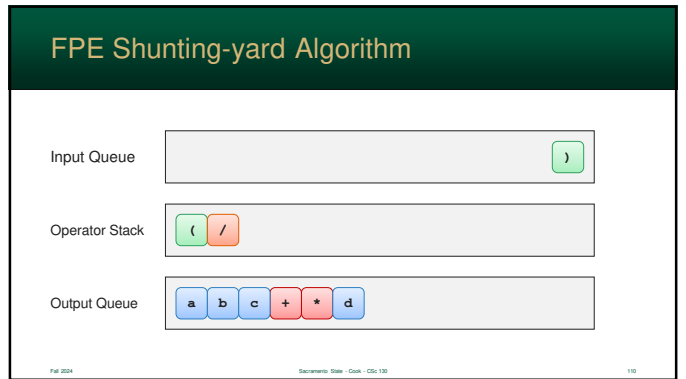 FPE Shunting-yard Algorithm
Input Queue )
Operator Stack ( /
Output Queue a b c + * d
Fall 2024 Sacramento State - Cook - CSc 130 110